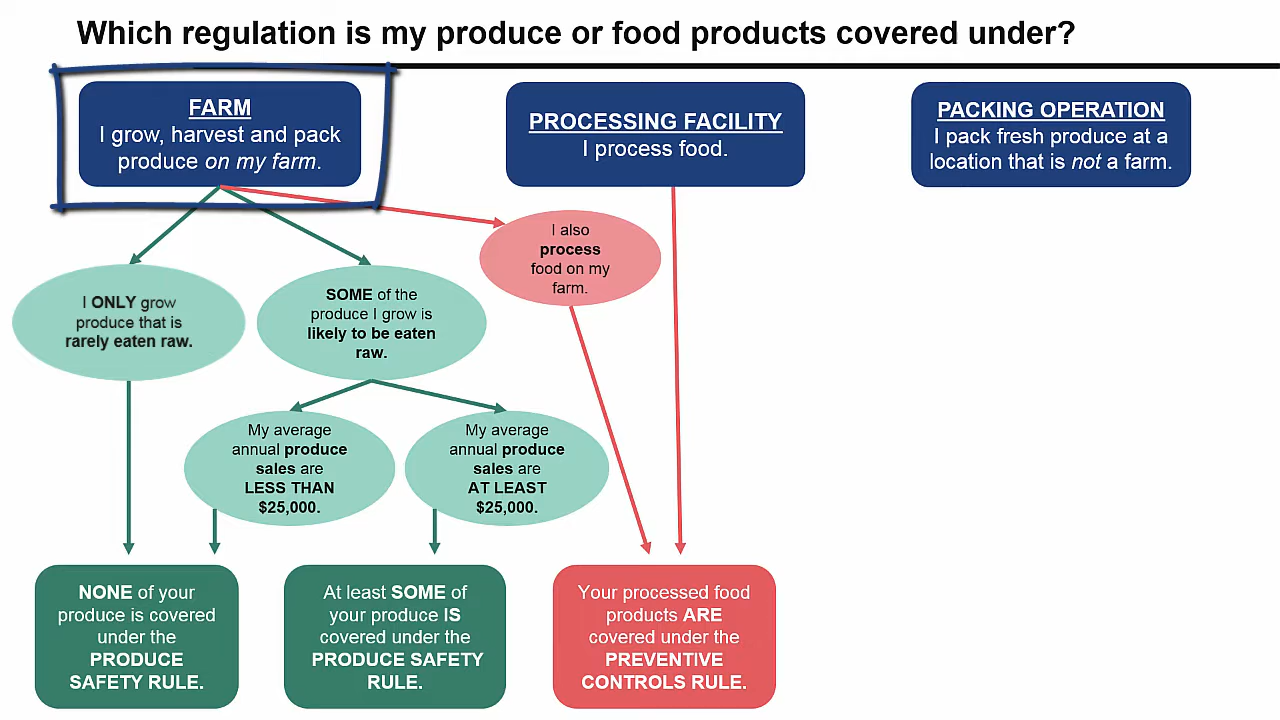 Which regulation is my produce or food products covered under?
FARM
I grow, harvest and pack
produce on my farm.
PROCESSING FACILITY
I process food.
PACKING OPERATION
I pack fresh produce at a
location that is not a farm.
I also
process
food on my
farm.
I ONLY grow
produce that is
rarely eaten raw.
SOME of the
produce I grow is
likely to be eaten
raw.
My average
annual produce
sales are
LESS THAN
$25,000.
My average
annual produce
sales are
AT LEAST
$25,000.
NONE of your
produce is covered
under the
PRODUCE
SAFETY RULE.
At least SOME of
your produce IS
covered under the
PRODUCE SAFETY
RULE.
Your processed food
products ARE
covered under the
PREVENTIVE
CONTROLS RULE.